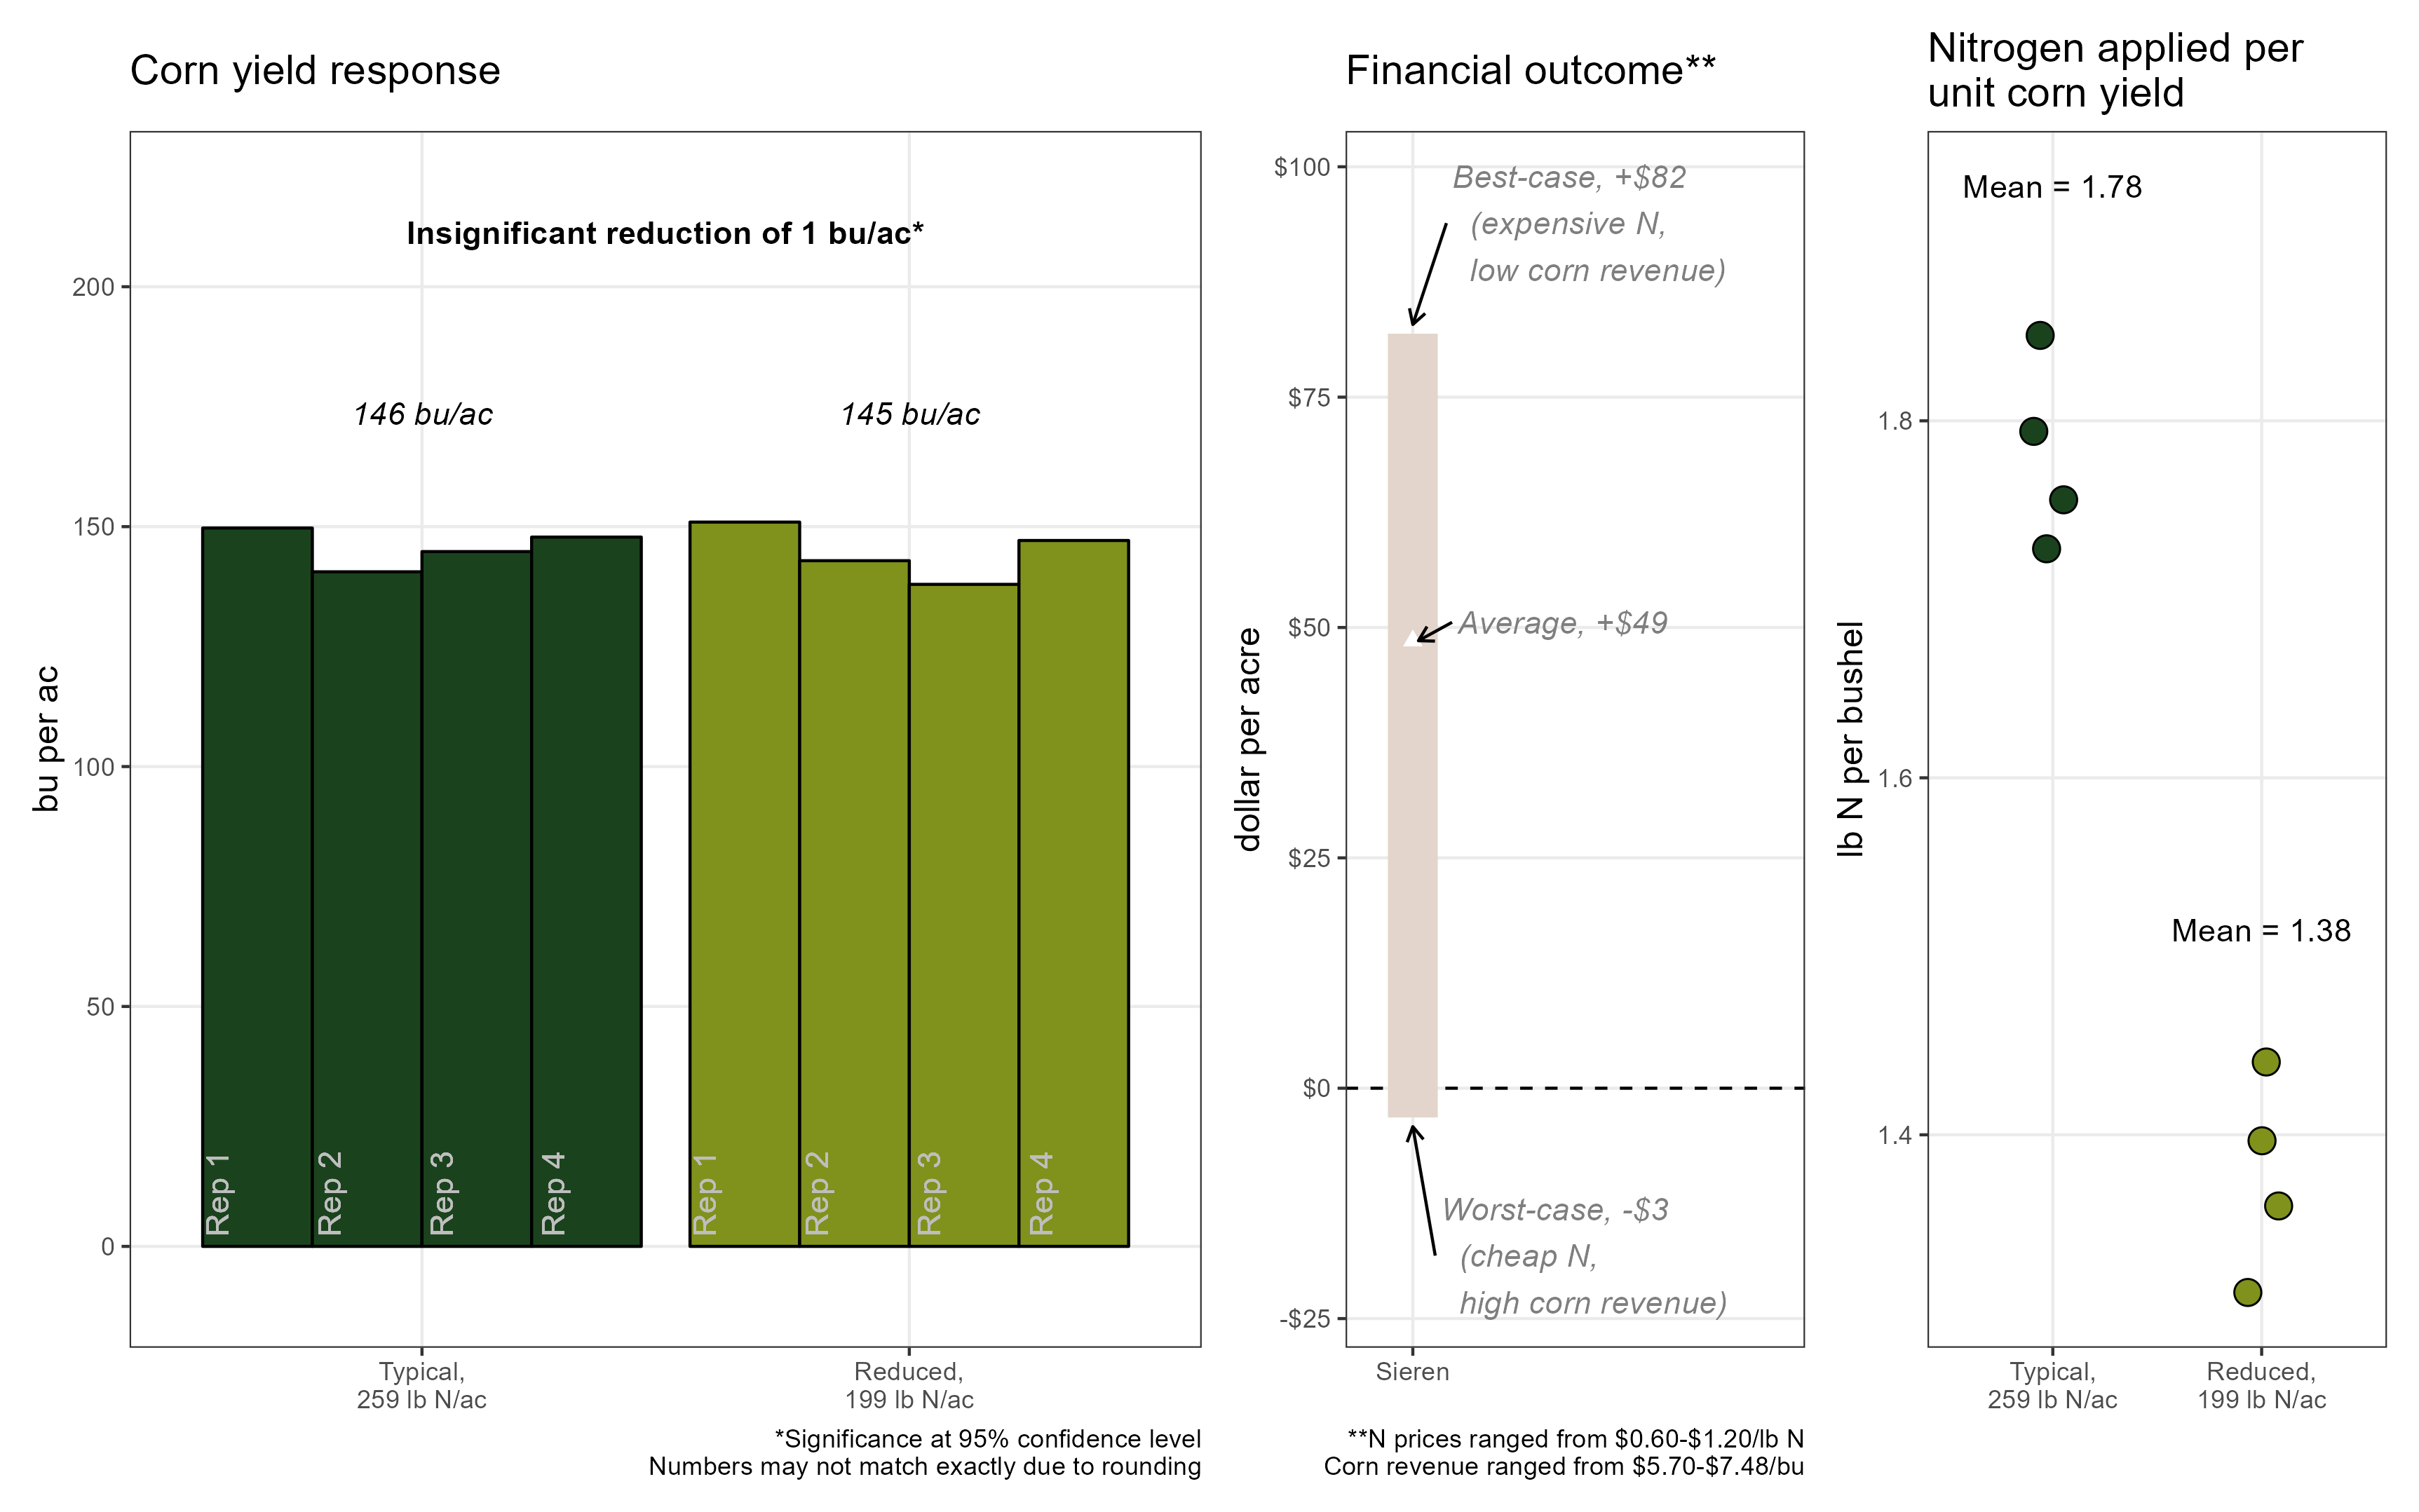 Corn yield response
Insignificant reduction of 1 bu/ac*
146 bu/ac
145 bu/ac
bu per ac
200
150
100
50
0
Rep 1
Rep 2
Rep 3
Rep 4
Rep 1
Rep 2
Rep 3
Rep 4
Typical,
259 lb N/ac
Reduced,
199 lb N/ac
*Significance at 95% confidence level
Numbers may not match exactly due to rounding
Financial outcome**
dollar per acre
$100
$75
$50
$25
$0
-$25
Best-case, +$82
(expensive N,
low corn revenue)
Average, +$49
Worst-case, -$3
(cheap N,
high corn revenue)
Sieren
**N prices ranged from $0.60-$1.20/lb N
Corn revenue ranged from $5.70-$7.48/bu
Nitrogen applied per
unit corn yield
lb N per bushel
1.8
1.6
1.4
Mean = 1.78
Mean = 1.38
Typical,
259 lb N/ac
Reduced,
199 lb N/ac